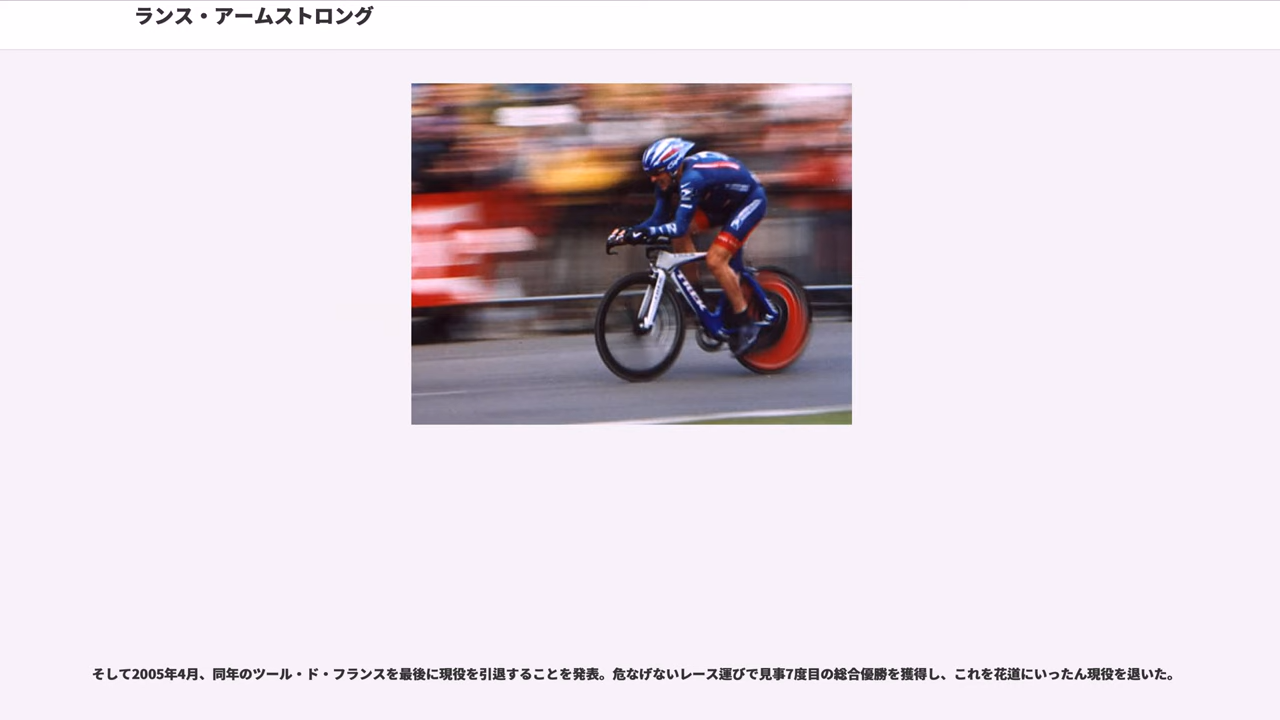 ランス・アームストロング
TREK
そして2005年4月、同年のツール・ド・フランスを最後に現役を引退することを発表。危なげないレース運びで見事7度目の総合優勝を獲得し、これを花道にいったん現役を退いた。